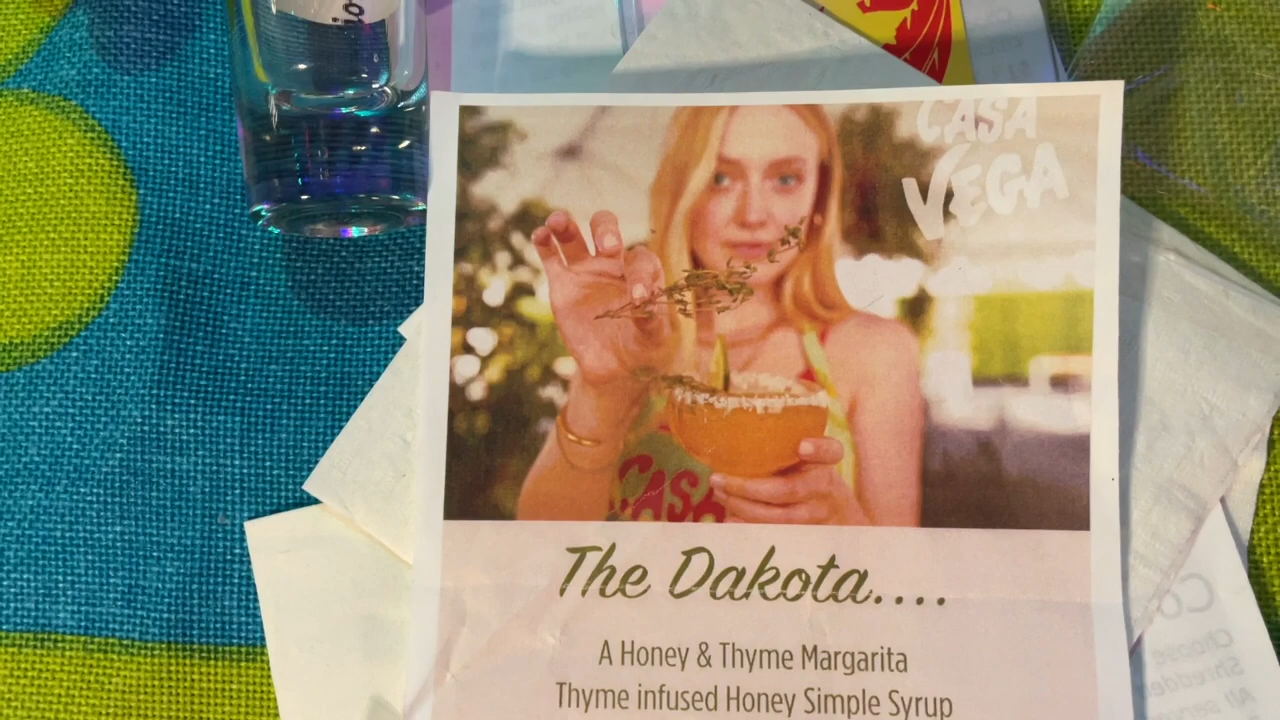 CASA
VEGA
CASA
The Dakota....
A Honey & Thyme Margarita
Thyme infused Honey Simple Syrup